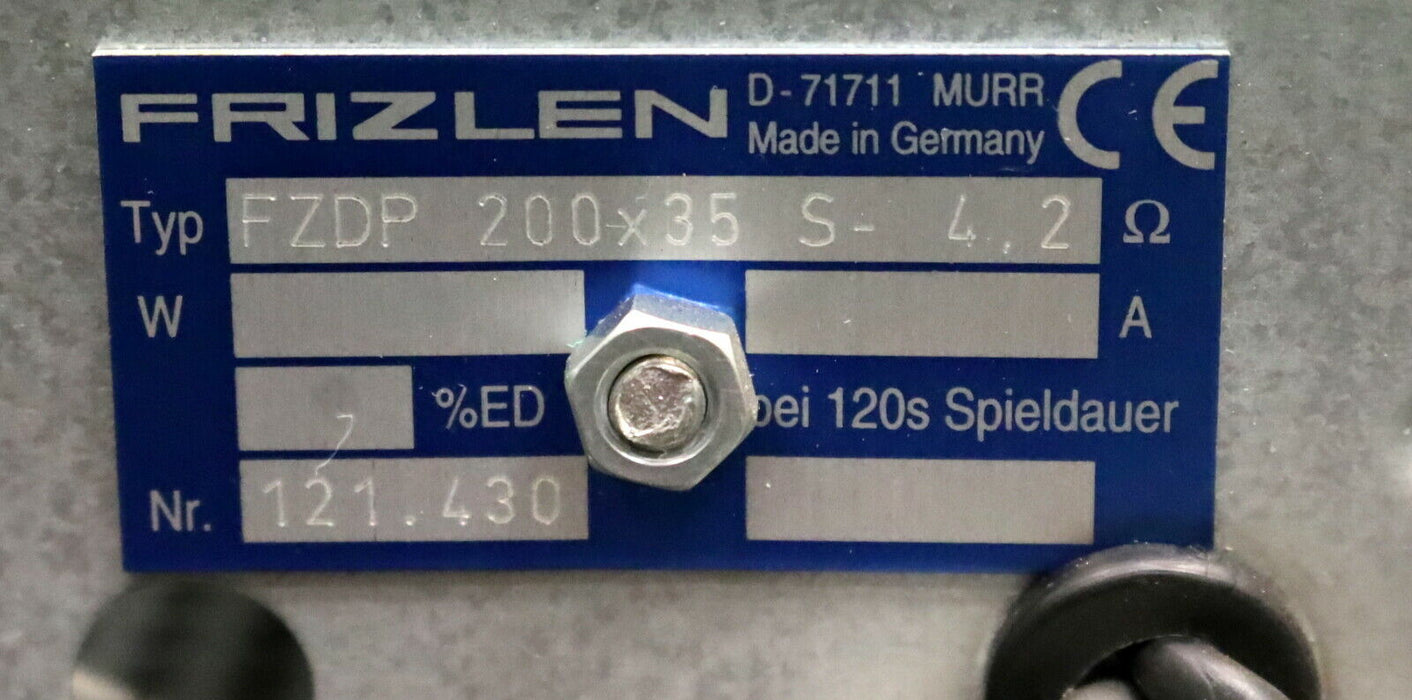 FRIZLEN D-71711 MURR CE
Made in Germany
Typ FZDP 200x35 S- 4,2 Ω
W A
%ED bei 120s Spieldauer
Nr. 121.430